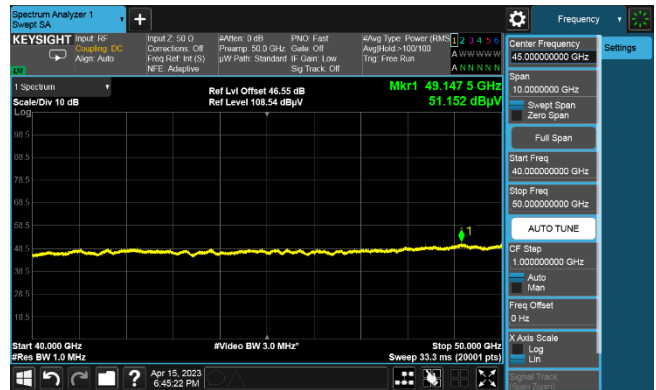 Spectrum Analyzer 1
Swept SA
+
Frequency
KEYSIGHT
Input: RF
Coupling: DC
Align: Auto
LU
Input Z: 50 Ω
Corrections: Off
Freq Ref: Int (S)
NFE: Adaptive
#Atten: 0 dB
Preamp: 50.0 GHz
µW Path: Standard
PNO: Fast
Gate: Off
IF Gain: Low
Sig Track: Off
#Avg Type: Power (RMS
Avg|Hold:>100/100
Trig: Free Run
1 2 3 4 5 6
A W W W W W
A N N N N N
1 Spectrum
Scale/Div 10 dB
Log
Ref Lvl Offset 46.55 dB
Ref Level 108.54 dBµV
Mkr1 49.147 5 GHz
51.152 dBµV
98.5
88.5
78.5
68.5
58.5
48.5
38.5
28.5
18.5
1
Start 40.000 GHz
#Res BW 1.0 MHz
#Video BW 3.0 MHz*
Stop 50.000 GHz
Sweep 33.3 ms (20001 pts)
Apr 15, 2023
6:45:22 PM
?
Center Frequency
45.000000000 GHz
Settings
Span
10.0000000 GHz
Swept Span
Zero Span
Full Span
Start Freq
40.000000000 GHz
Stop Freq
50.000000000 GHz
AUTO TUNE
CF Step
1.000000000 GHz
Auto
Man
Freq Offset
0 Hz
X Axis Scale
Log
Lin
Signal Track
(Span Zoom)